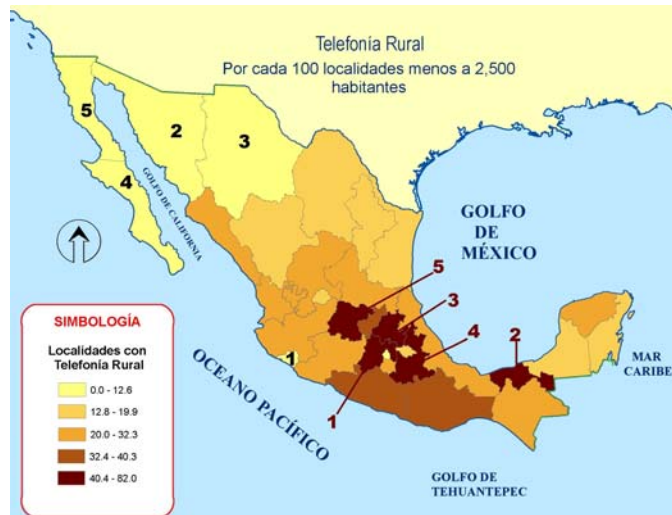 Telefonía Rural
Por cada 100 localidades menos a 2,500
habitantes
5
2
3
4
GOLFO DE CALIFORNIA
GOLFO
DE
MÉXICO
5
3
4
2
1
1
MAR
CARIBE
OCEANO PACÍFICO
GOLFO DE
TEHUANTEPEC
SIMBOLOGÍA
Localidades con
Telefonía Rural
0.0 - 12.6
12.8 - 19.9
20.0 - 32.3
32.4 - 40.3
40.4 - 82.0